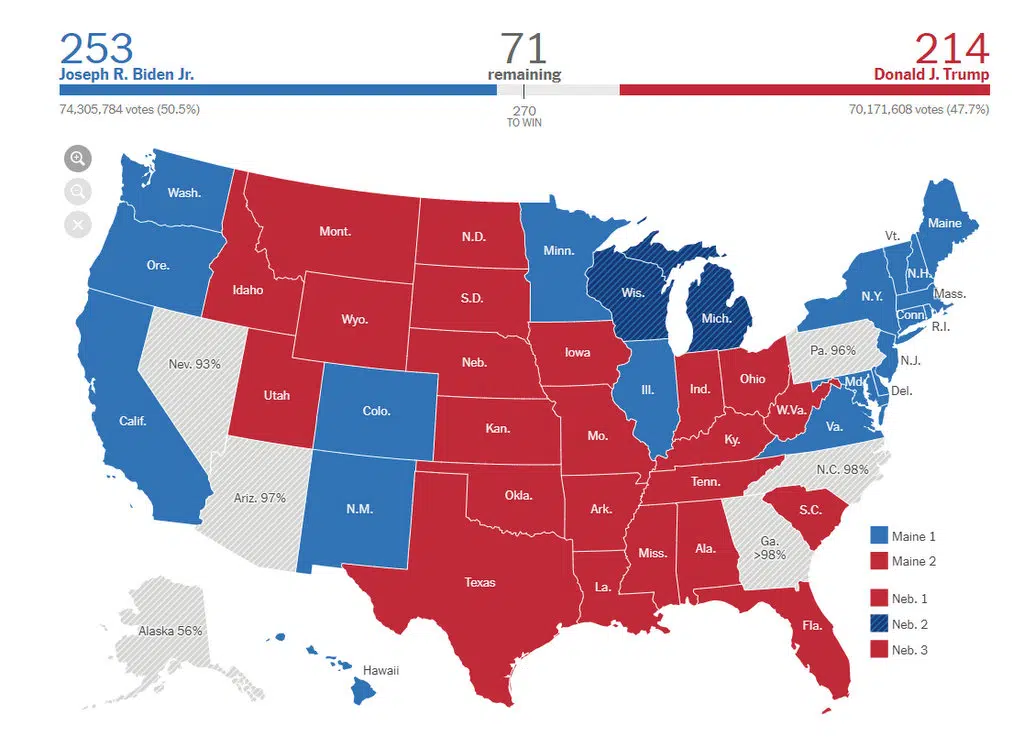 253
71
214
Joseph R. Biden Jr.
remaining
Donald J. Trump
74,305,784 votes (50.5%)
270
TO WIN
70,171,608 votes (47.7%)
Wash.
Mont.
N.D.
Minn.
Maine
Vt.
N.H.
Ore.
Idaho
S.D.
Wis.
Mich.
N.Y.
Mass.
Conn.
R.I.
Wyo.
Nev. 93%
Neb.
Iowa
Pa. 96%
N.J.
Utah
Colo.
Ill.
Ind.
Ohio
Md.
Del.
Calif.
Kan.
Mo.
W.Va.
Va.
Ky.
N.C. 98%
Ariz. 97%
N.M.
Okla.
Ark.
Tenn.
S.C.
Miss.
Ala.
Ga.
>98%
Texas
La.
Fla.
Alaska 56%
Hawaii
Maine 1
Maine 2
Neb. 1
Neb. 2
Neb. 3